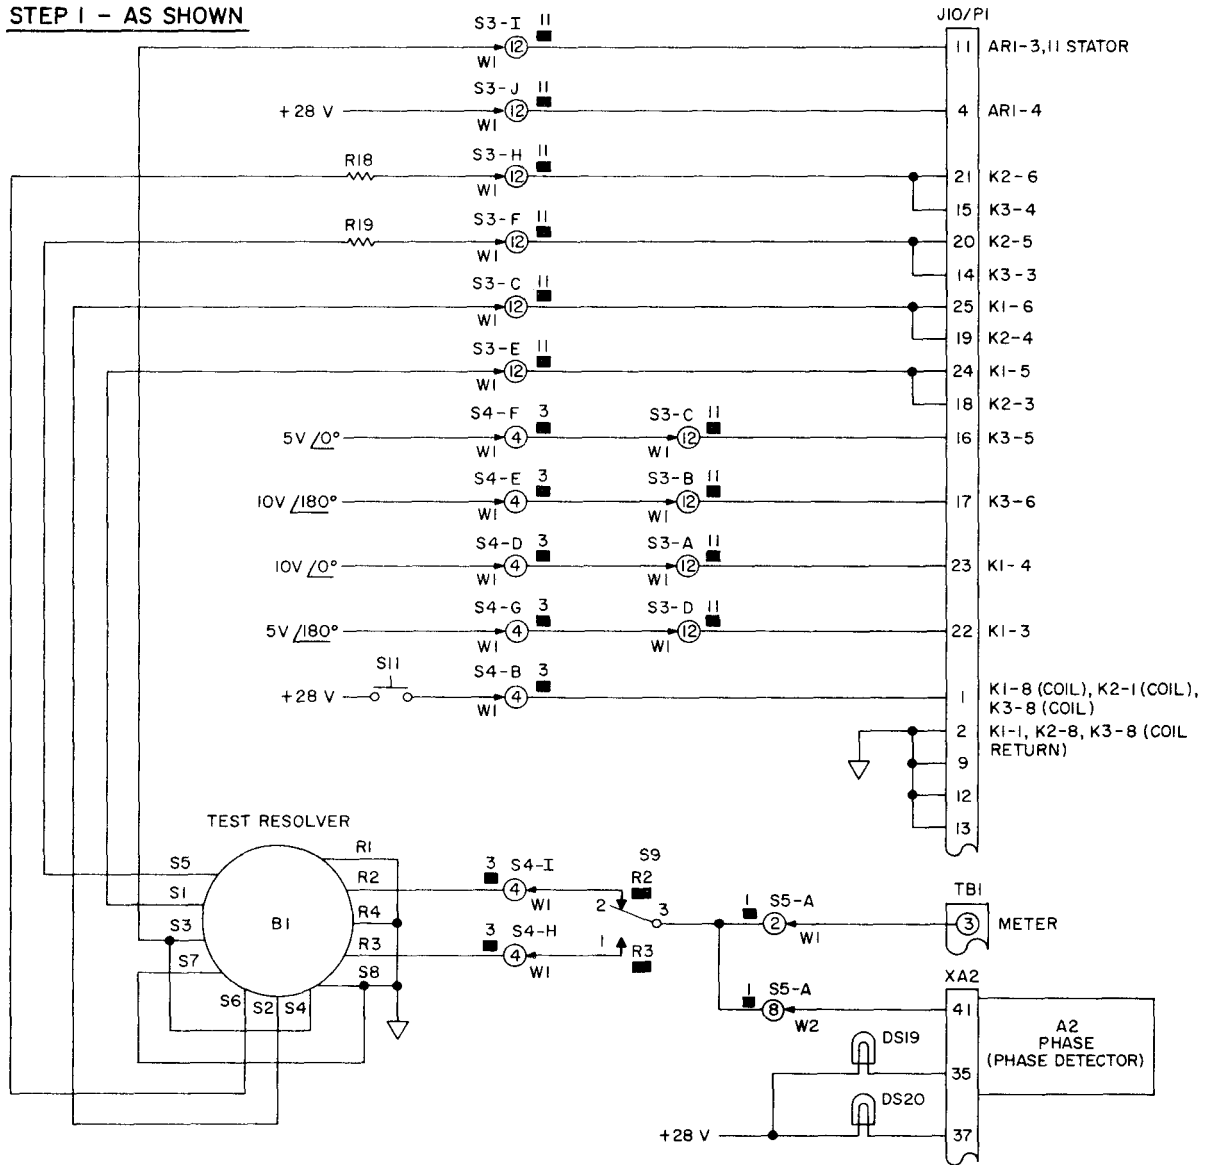 STEP 1 - AS SHOWN
J10/P1
S3-I 11
12
W1
11 AR1-3,11 STATOR
S3-J 11
+28 V
12
W1
4 AR1-4
S3-H 11
R18
12
W1
21 K2-6
15 K3-4
S3-F 11
R19
12
W1
20 K2-5
14 K3-3
S3-C 11
12
W1
25 K1-6
19 K2-4
S3-E 11
12
W1
24 K1-5
18 K2-3
S4-F 3 S3-C 11
5V /0° 4 12
W1 W1
16 K3-5
S4-E 3 S3-B 11
10V /180° 4 12
W1 W1
17 K3-6
S4-D 3 S3-A 11
10V /0° 4 12
W1 W1
23 K1-4
S4-G 3 S3-D 11
5V /180° 4 12
W1 W1
22 K1-3
S11 S4-B 3
+28 V 4
W1
1 K1-8 (COIL), K2-1 (COIL),
K3-8 (COIL)
2 K1-1, K2-8, K3-8 (COIL
RETURN)
9
12
13
TEST RESOLVER
B1
S5
S1
S3
S7
S6
S2
S4
R1
R2
R4
R3
S8
3 S4-I
4
W1
3 S4-H
4
W1
S9
R2
2
3
1
R3
1 S5-A
2
W1
TB1
3 METER
1 S5-A
8
W2
XA2
41
A2
PHASE
(PHASE DETECTOR)
DS19
35
DS20
+28 V
37